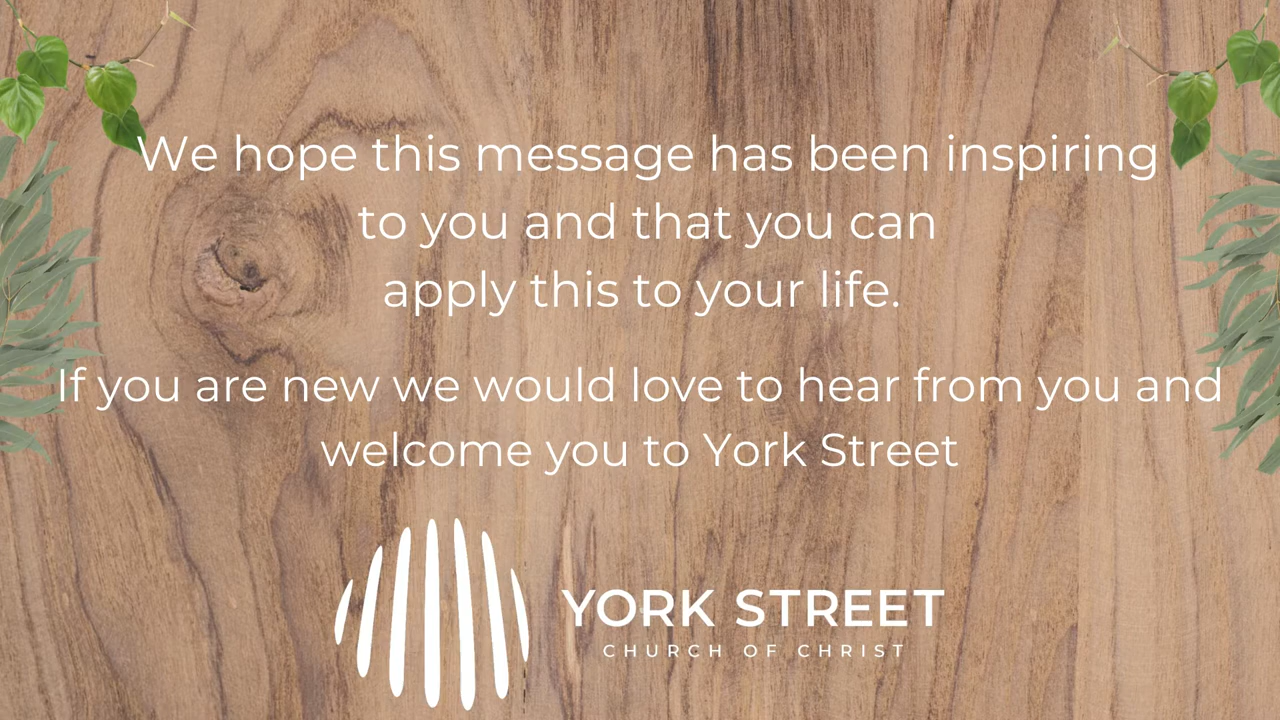 We hope this message has been inspiring
to you and that you can
apply this to your life.
If you are new we would love to hear from you and
welcome you to York Street
YORK STREET
CHURCH OF CHRIST